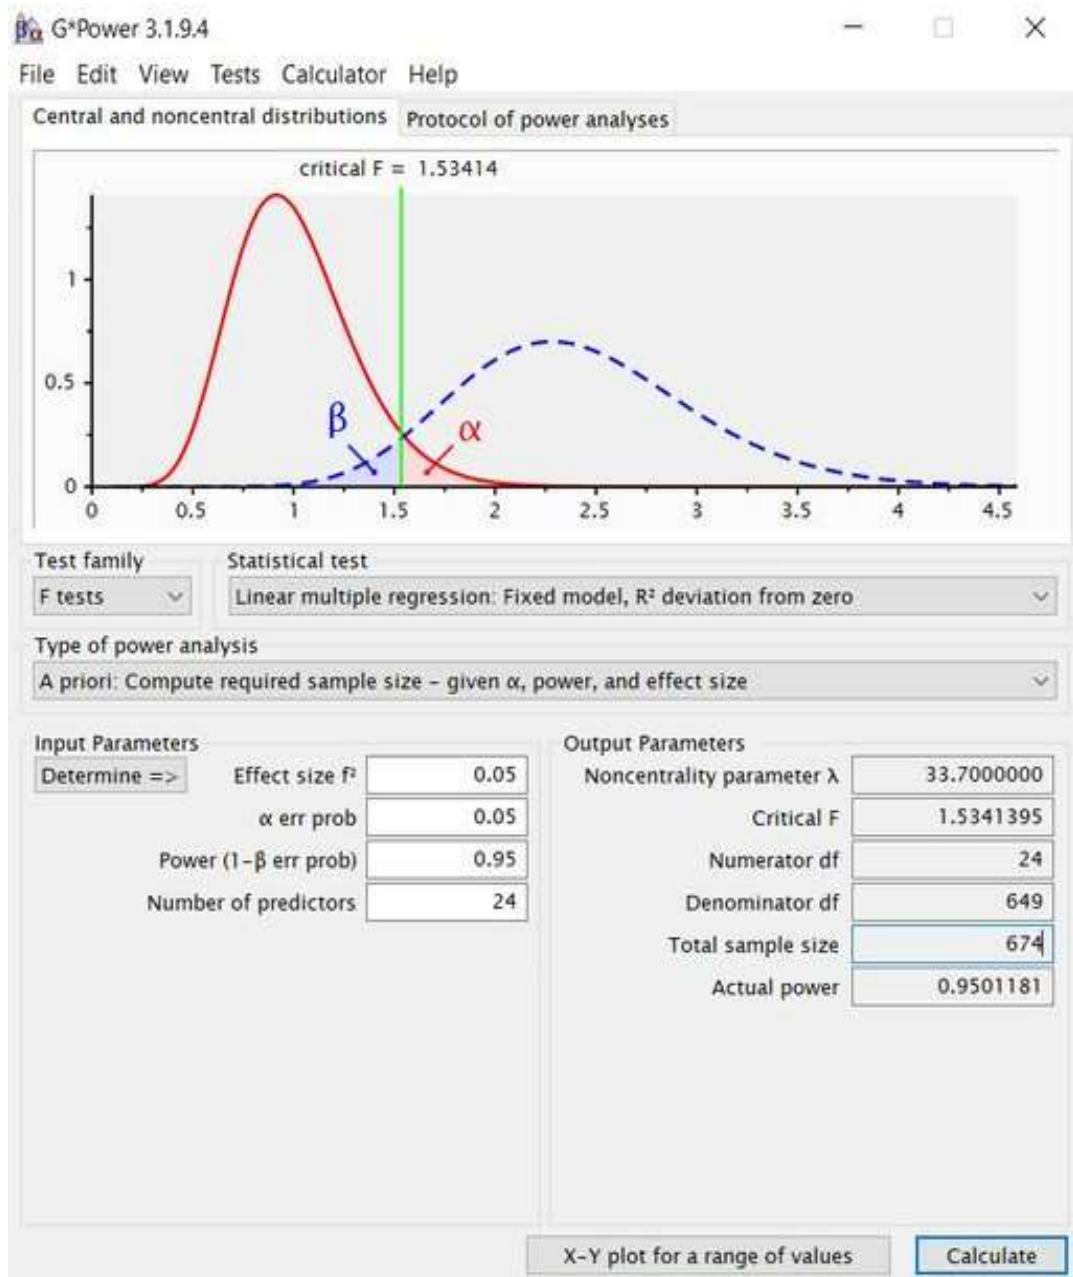 βα G*Power 3.1.9.4
File Edit View Tests Calculator Help
Central and noncentral distributions Protocol of power analyses
critical F = 1.53414
1
0.5
0
β
α
0 0.5 1 1.5 2 2.5 3 3.5 4 4.5
Test family Statistical test
F tests Linear multiple regression: Fixed model, R² deviation from zero
Type of power analysis
A priori: Compute required sample size – given α, power, and effect size
Input Parameters Output Parameters
Determine => Effect size f² 0.05 Noncentrality parameter λ 33.7000000
α err prob 0.05 Critical F 1.5341395
Power (1–β err prob) 0.95 Numerator df 24
Number of predictors 24 Denominator df 649
Total sample size 674
Actual power 0.9501181
X–Y plot for a range of values Calculate